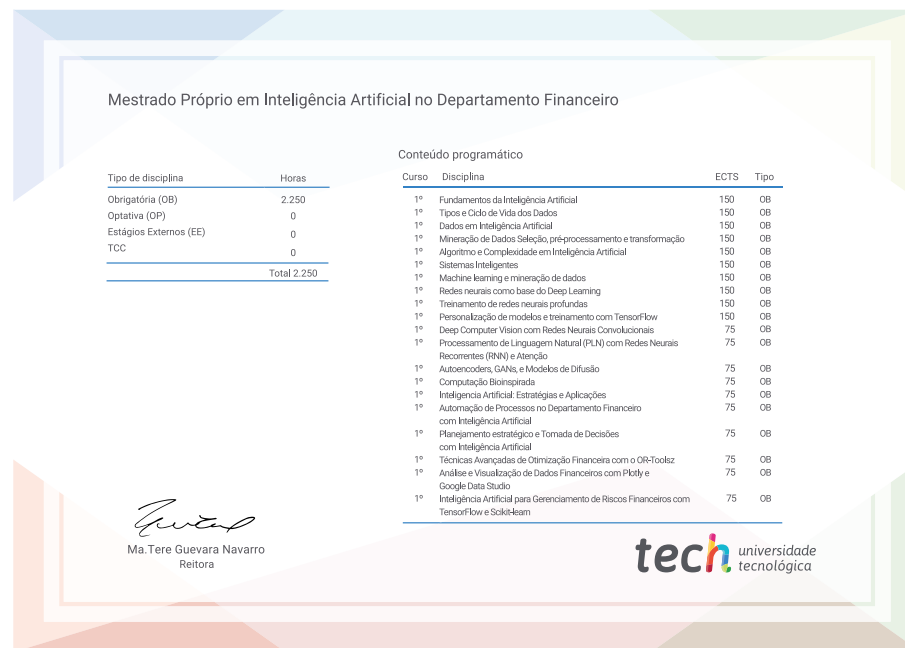 Mestrado Próprio em Inteligência Artificial no Departamento Financeiro
Tipo de disciplina Horas
Obrigatória (OB) 2.250
Optativa (OP) 0
Estágios Externos (EE) 0
TCC 0
Total 2.250
Conteúdo programático
Curso Disciplina ECTS Tipo
1º Fundamentos da Inteligência Artificial 150 OB
1º Tipos e Ciclo de Vida dos Dados 150 OB
1º Dados em Inteligência Artificial 150 OB
1º Mineração de Dados Seleção, pré-processamento e transformação 150 OB
1º Algoritmo e Complexidade em Inteligência Artificial 150 OB
1º Sistemas Inteligentes 150 OB
1º Machine learning e mineração de dados 150 OB
1º Redes neurais como base do Deep Learning 150 OB
1º Treinamento de redes neurais profundas 150 OB
1º Personalização de modelos e treinamento com TensorFlow 150 OB
1º Deep Computer Vision com Redes Neurais Convolucionais 75 OB
1º Processamento de Linguagem Natural (PLN) com Redes Neurais 75 OB
Recorrentes (RNN) e Atenção
1º Autoencoders, GANs, e Modelos de Difusão 75 OB
1º Computação Bioinspirada 75 OB
1º Inteligencia Artificial: Estratégias e Aplicações 75 OB
1º Automação de Processos no Departamento Financeiro 75 OB
com Inteligência Artificial
1º Planejamento estratégico e Tomada de Decisões 75 OB
com Inteligência Artificial
1º Técnicas Avançadas de Otimização Financeira com o OR-Toolsz 75 OB
1º Análise e Visualização de Dados Financeiros com Plotly e 75 OB
Google Data Studio
1º Inteligência Artificial para Gerenciamento de Riscos Financeiros com 75 OB
TensorFlow e Scikit-learn
Ma.Tere Guevara Navarro
Reitora
tech universidade
tecnológica